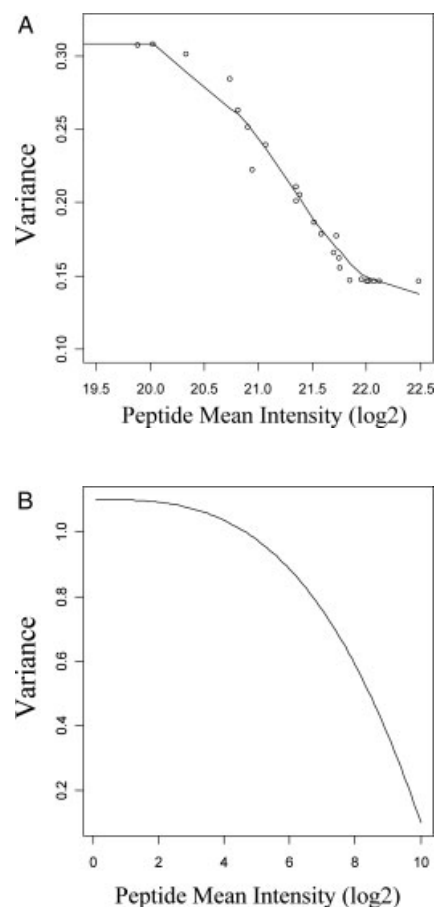 A
Variance
0.30
0.25
0.20
0.15
0.10
19.5 20.0 20.5 21.0 21.5 22.0 22.5
Peptide Mean Intensity (log2)
B
Variance
1.0
0.8
0.6
0.4
0.2
0 2 4 6 8 10
Peptide Mean Intensity (log2)